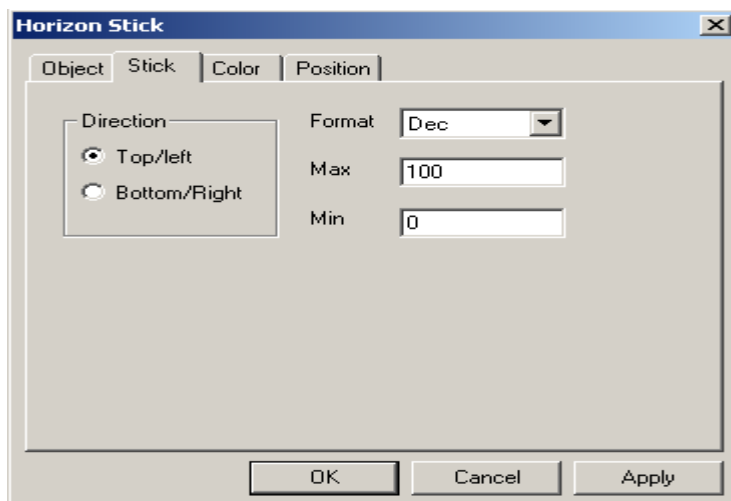 Horizon Stick
Object Stick Color Position
Direction
Top/left
Bottom/Right
Format Dec
Max 100
Min 0
OK Cancel Apply